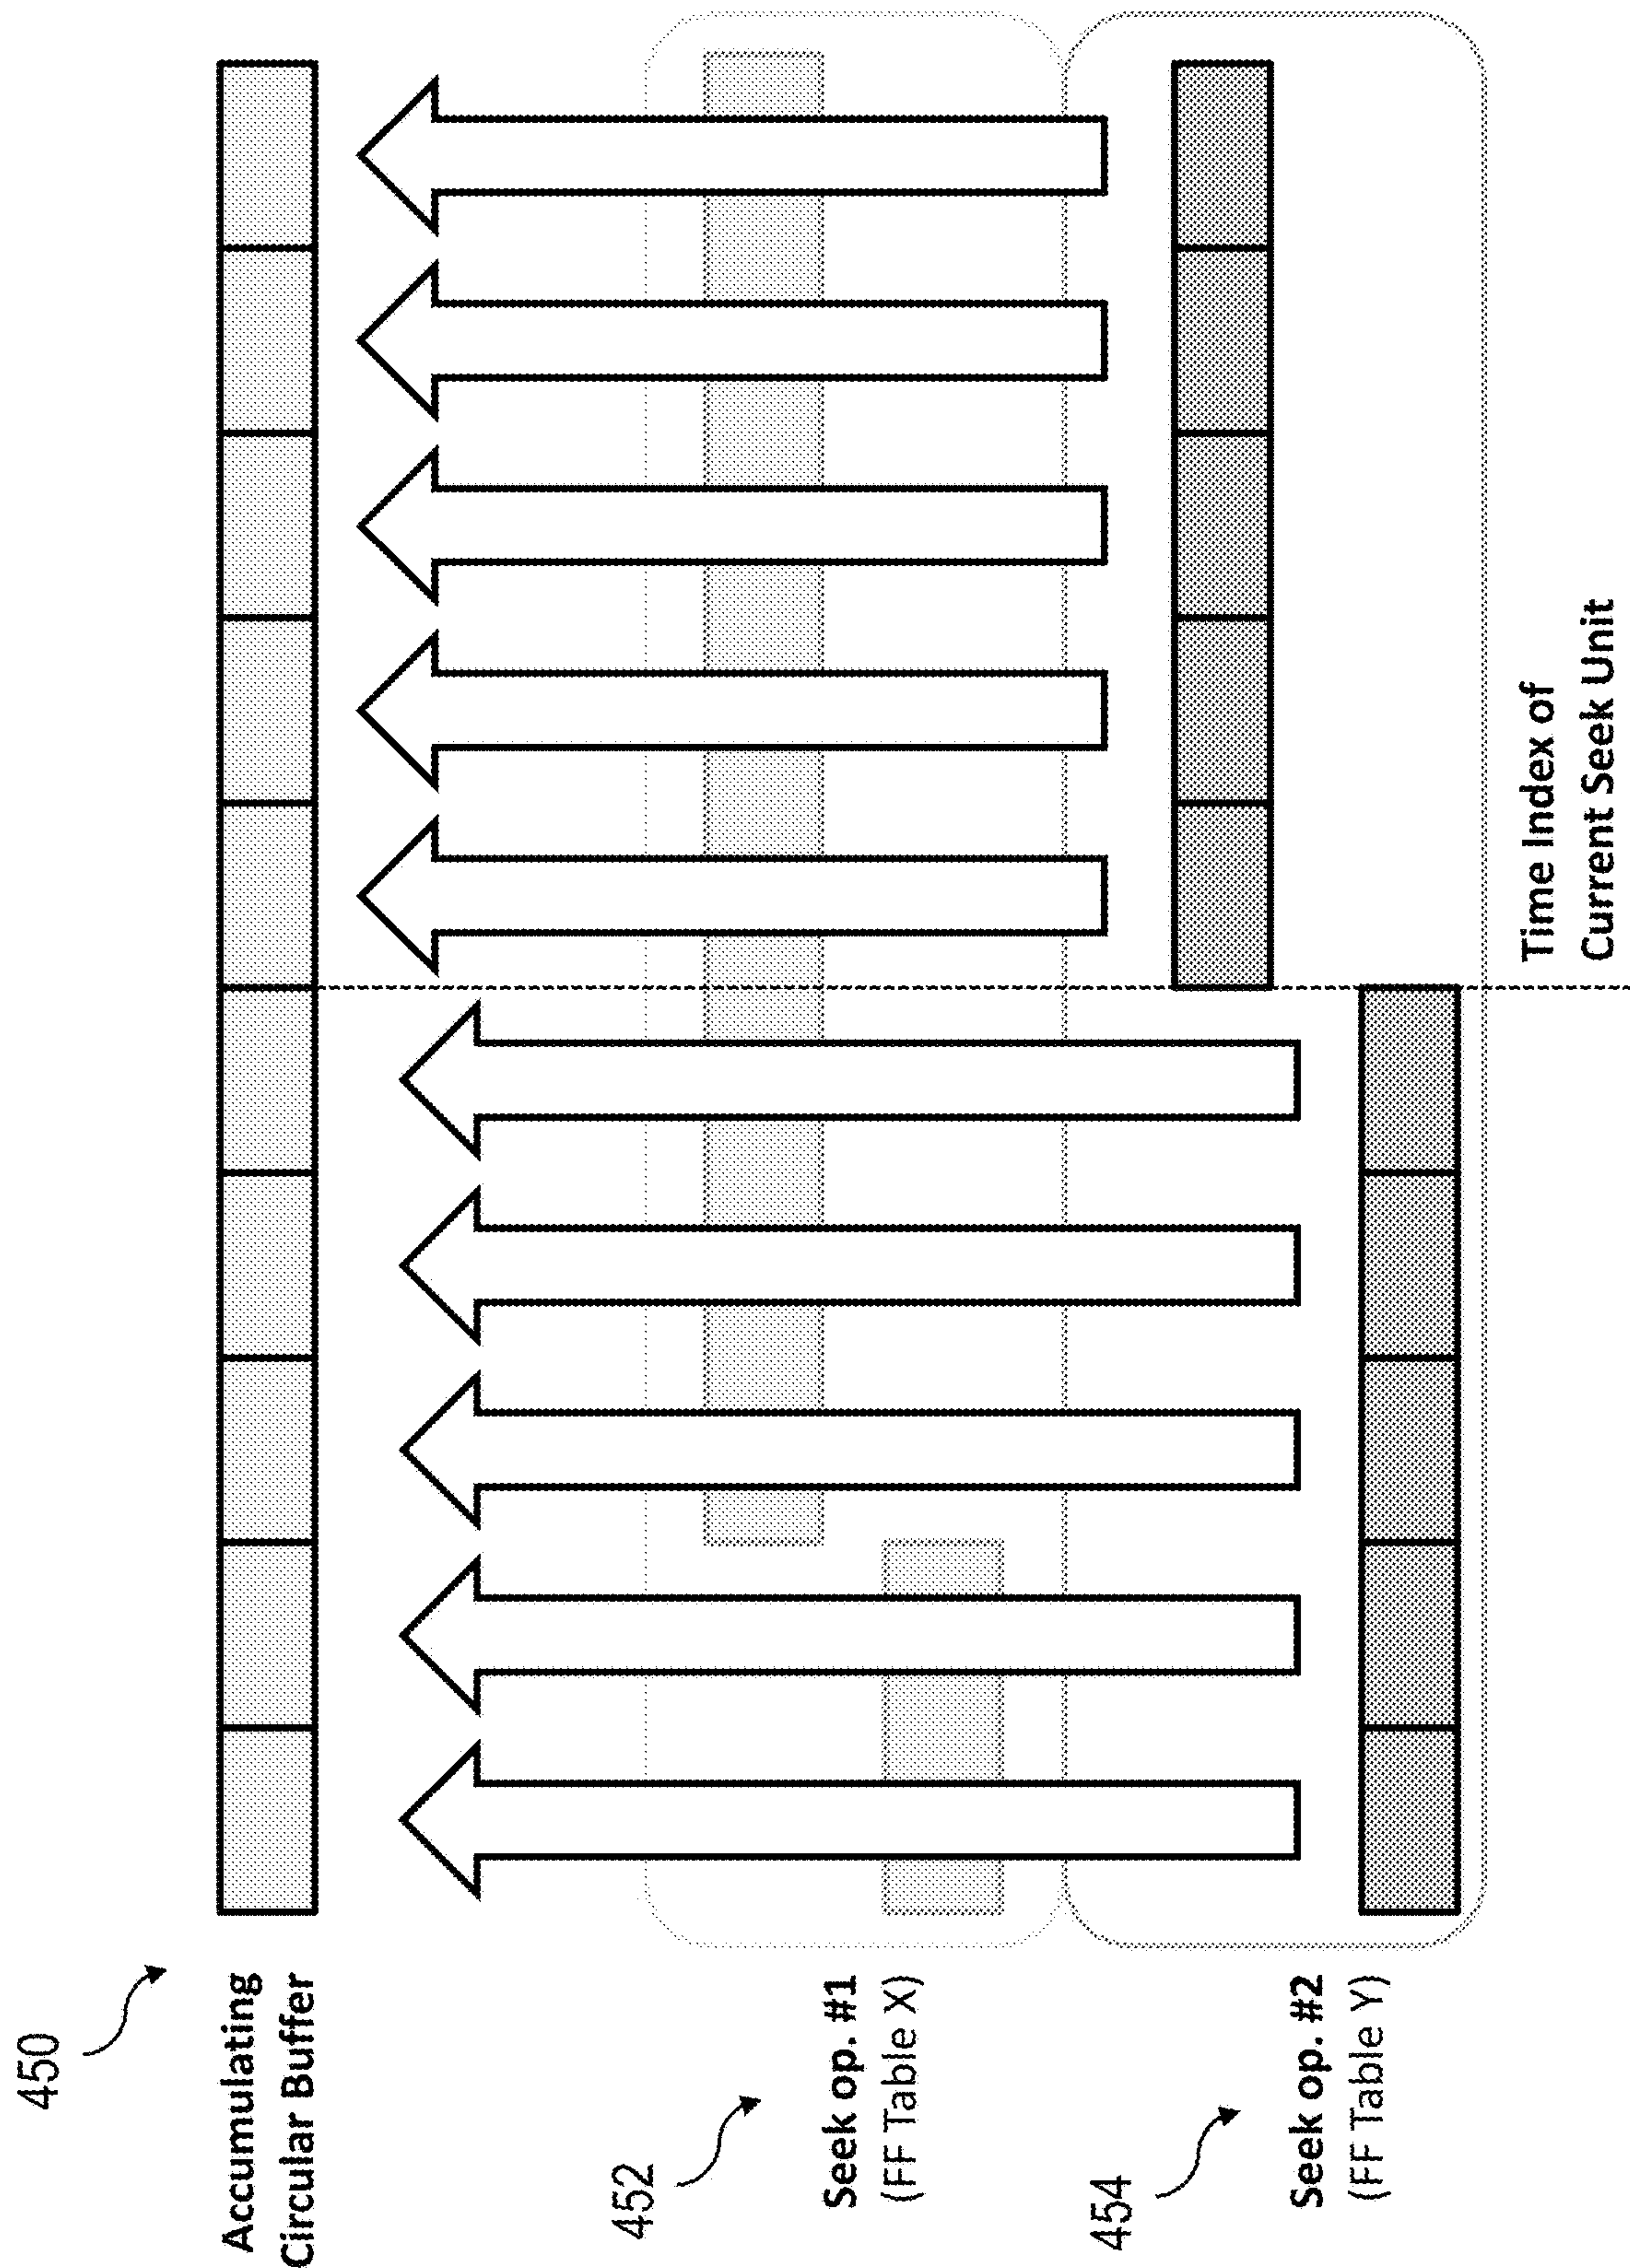 450
Accumulating
Circular Buffer
452
Seek op. #1
(FF Table X)
454
Seek op. #2
(FF Table Y)
Time Index of
Current Seek Unit